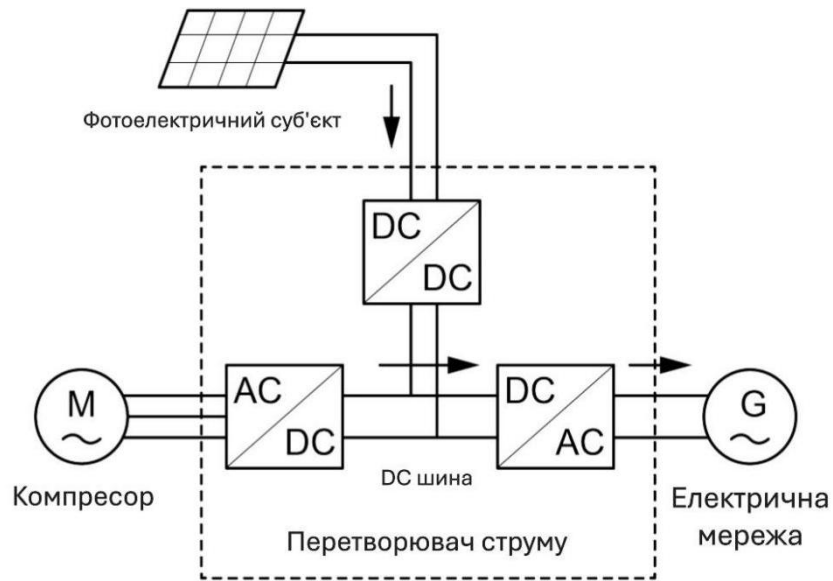 Фотоелектричний суб'єкт
DC
DC
AC
DC
DC
AC
M
G
DC шина
Компресор
Електрична
мережа
Перетворювач струму